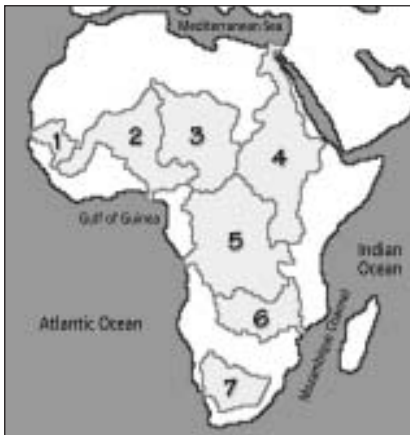 Mediterranean Sea
1
2
3
4
Gulf of Guinea
5
Indian
Ocean
6
Atlantic Ocean
Mozambique Channel
7